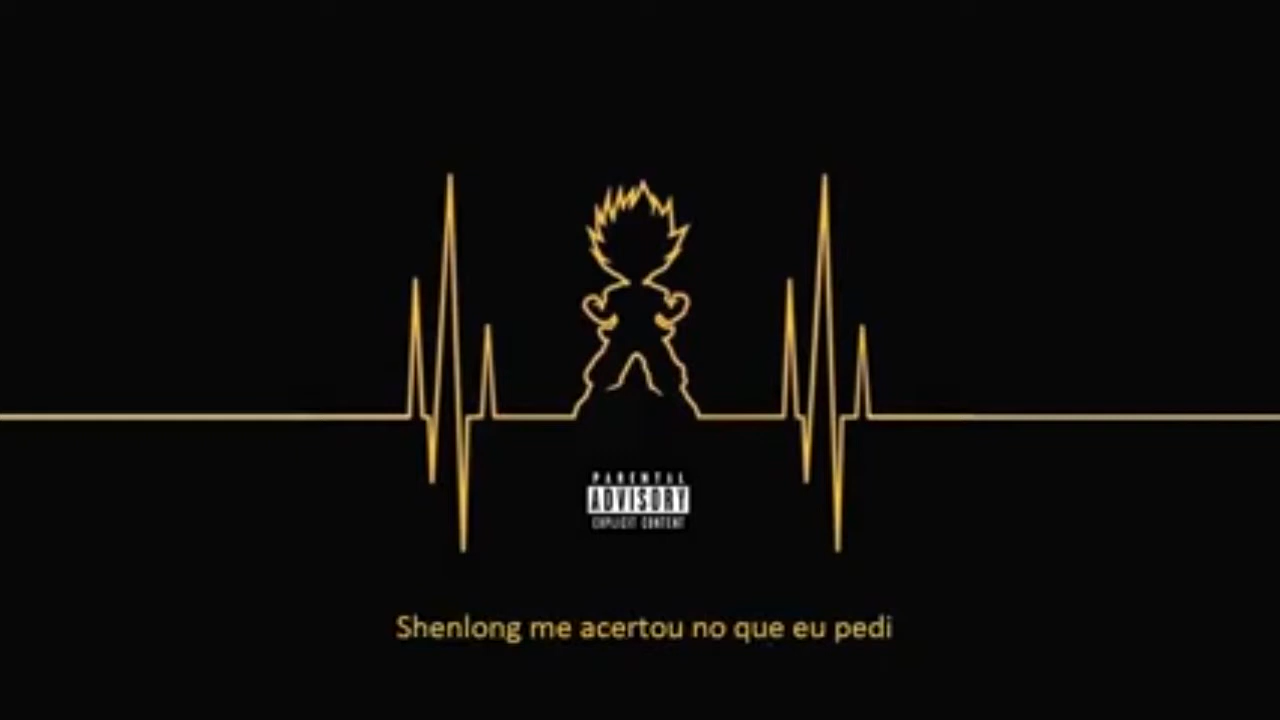 PARENTAL
ADVISORY
EXPLICIT CONTENT
Shenlong me acertou no que eu pedi